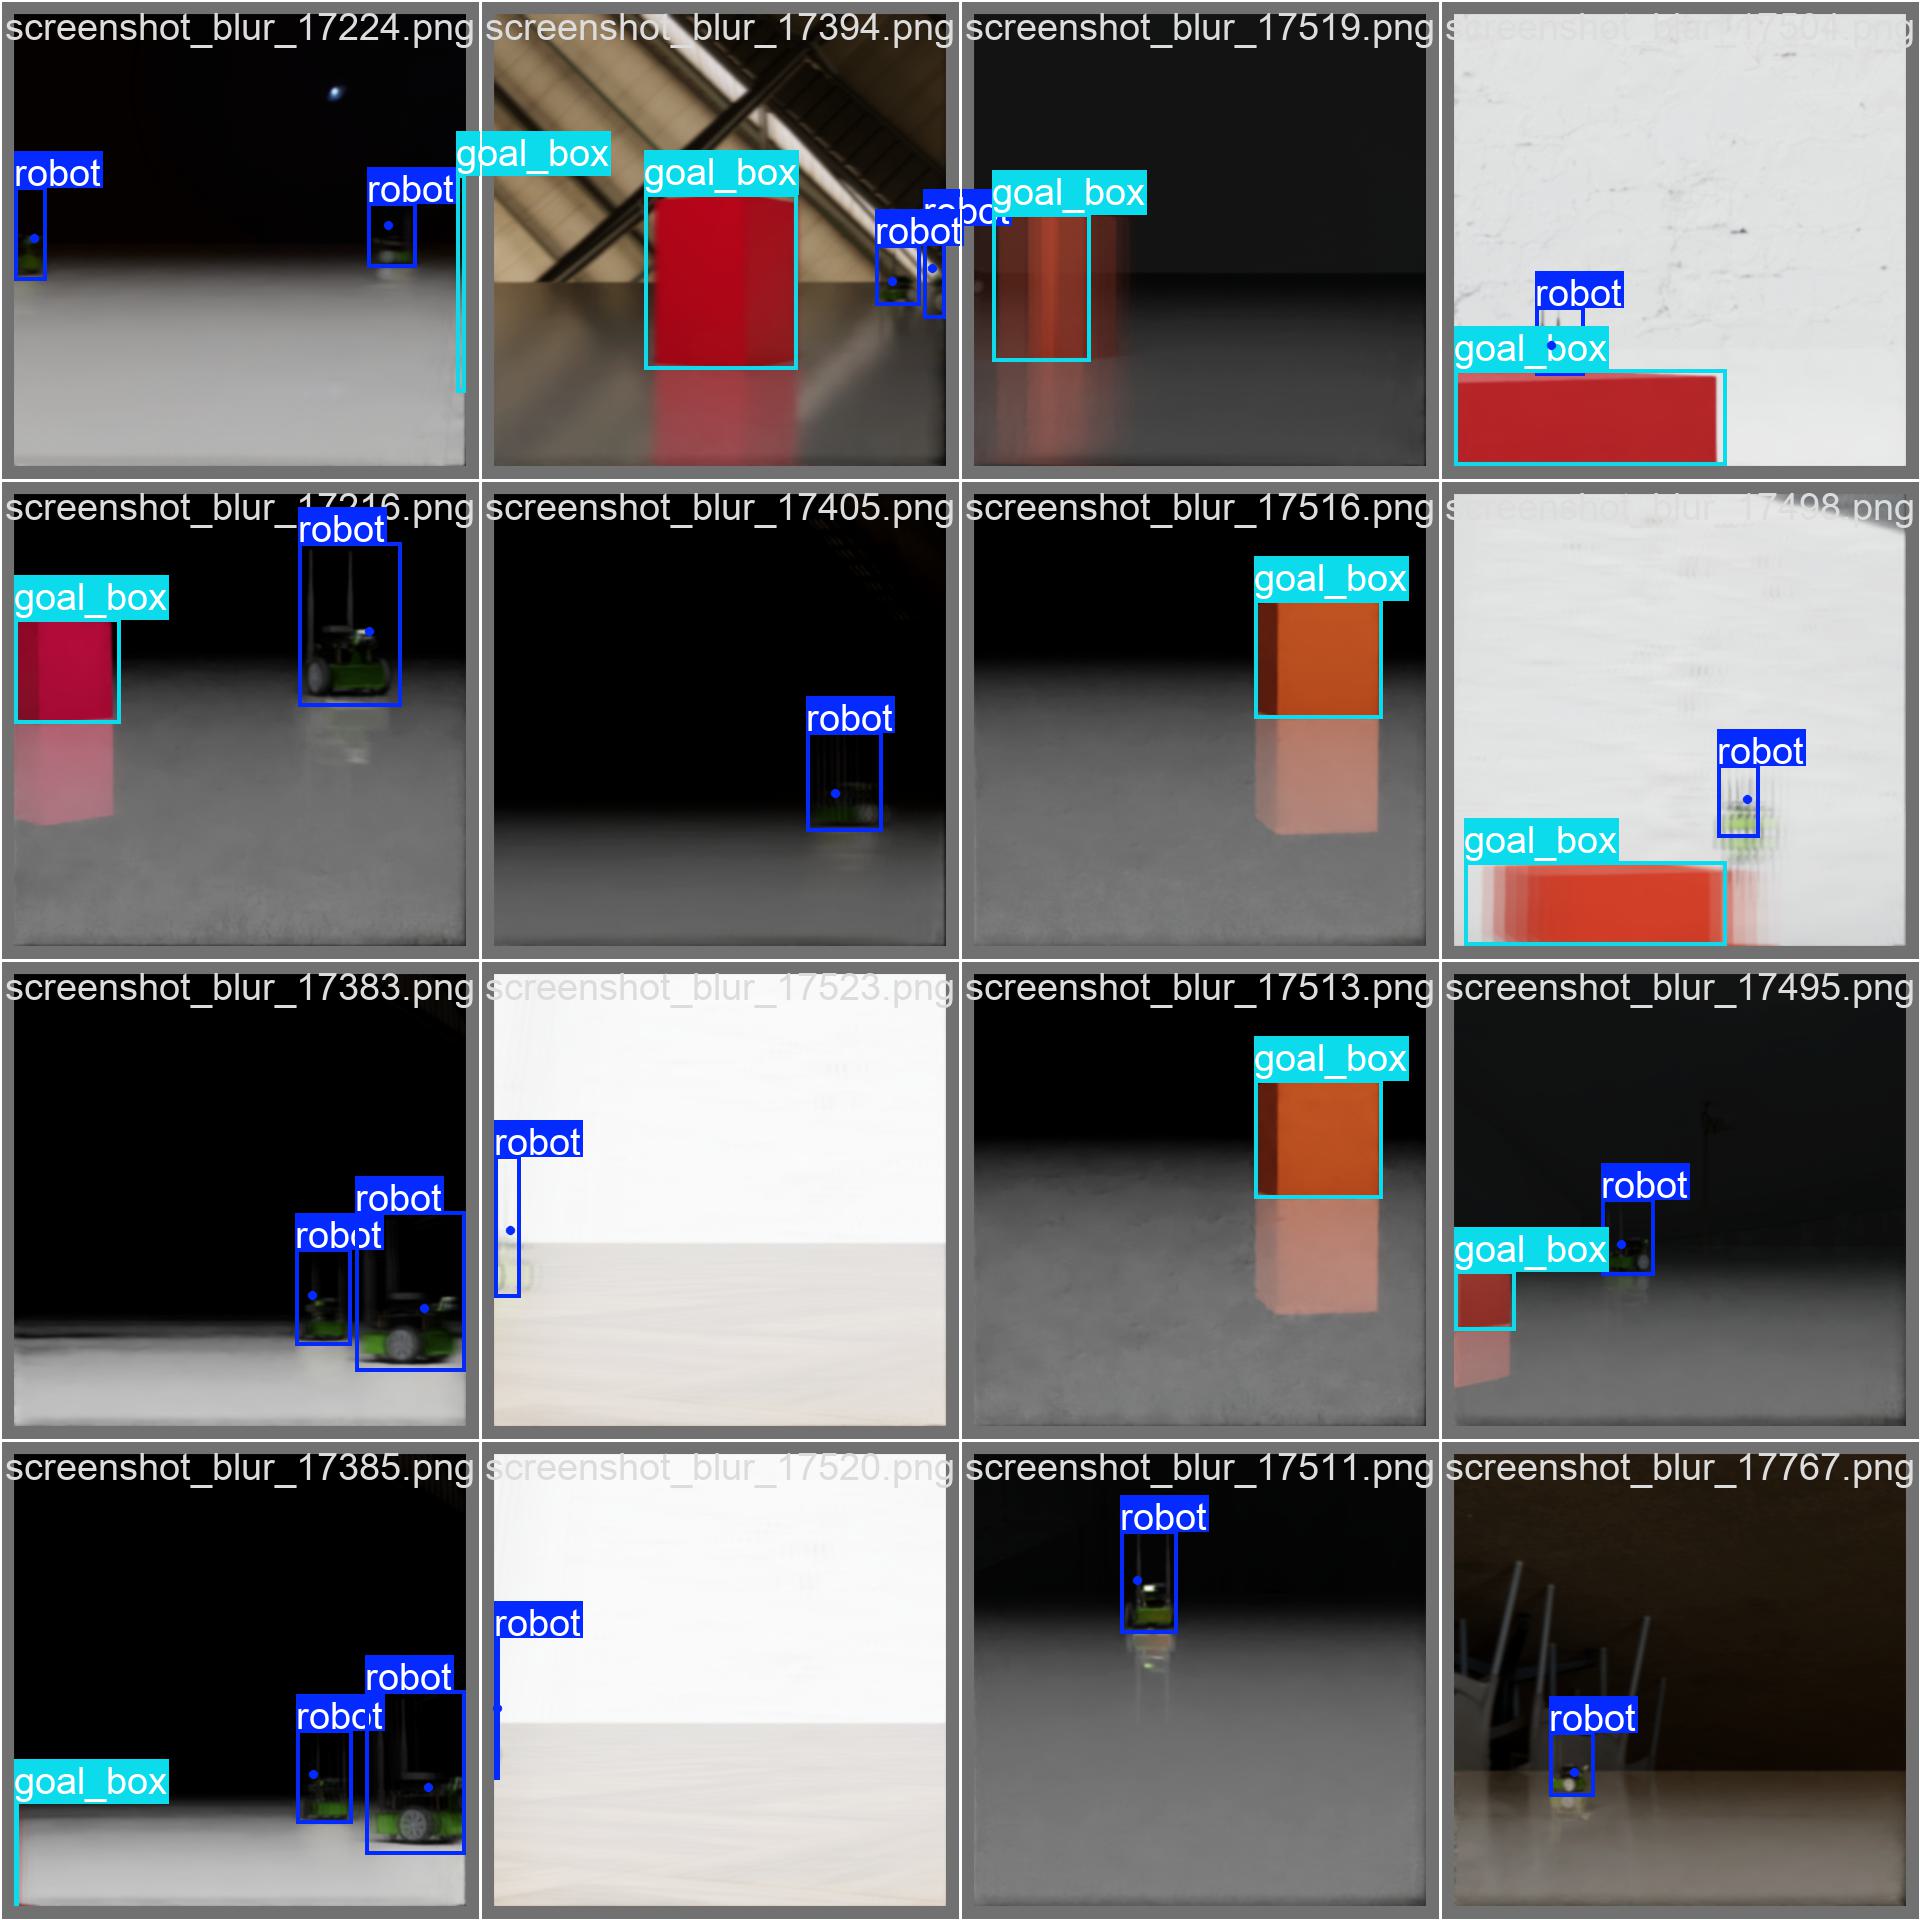 screenshot_blur_17224.png
robot
robot
goal_box
screenshot_blur_17394.png
goal_box
robot
robot
screenshot_blur_17519.png
goal_box
screenshot_blur_17504.png
robot
goal_box
screenshot_blur_17216.png
robot
goal_box
screenshot_blur_17405.png
robot
screenshot_blur_17516.png
goal_box
screenshot_blur_17498.png
robot
goal_box
screenshot_blur_17383.png
robot
robot
screenshot_blur_17523.png
robot
screenshot_blur_17513.png
goal_box
screenshot_blur_17495.png
robot
goal_box
screenshot_blur_17385.png
robot
robot
goal_box
screenshot_blur_17520.png
robot
screenshot_blur_17511.png
robot
screenshot_blur_17767.png
robot